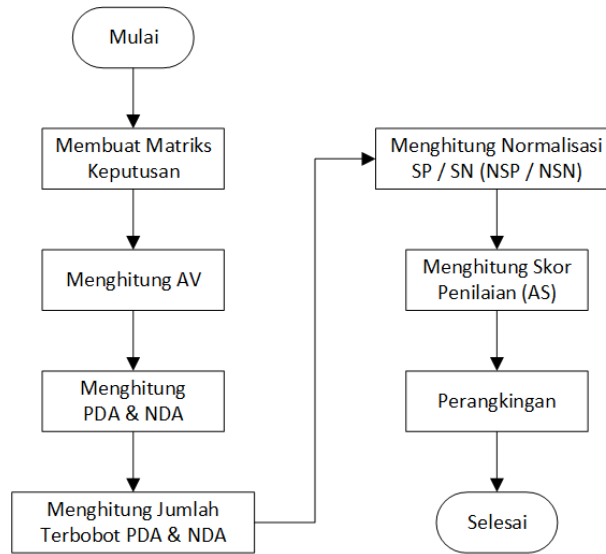 Mulai
Membuat Matriks
Keputusan
Menghitung AV
Menghitung
PDA & NDA
Menghitung Jumlah
Terbobot PDA & NDA
Menghitung Normalisasi
SP / SN (NSP / NSN)
Menghitung Skor
Penilaian (AS)
Perangkingan
Selesai